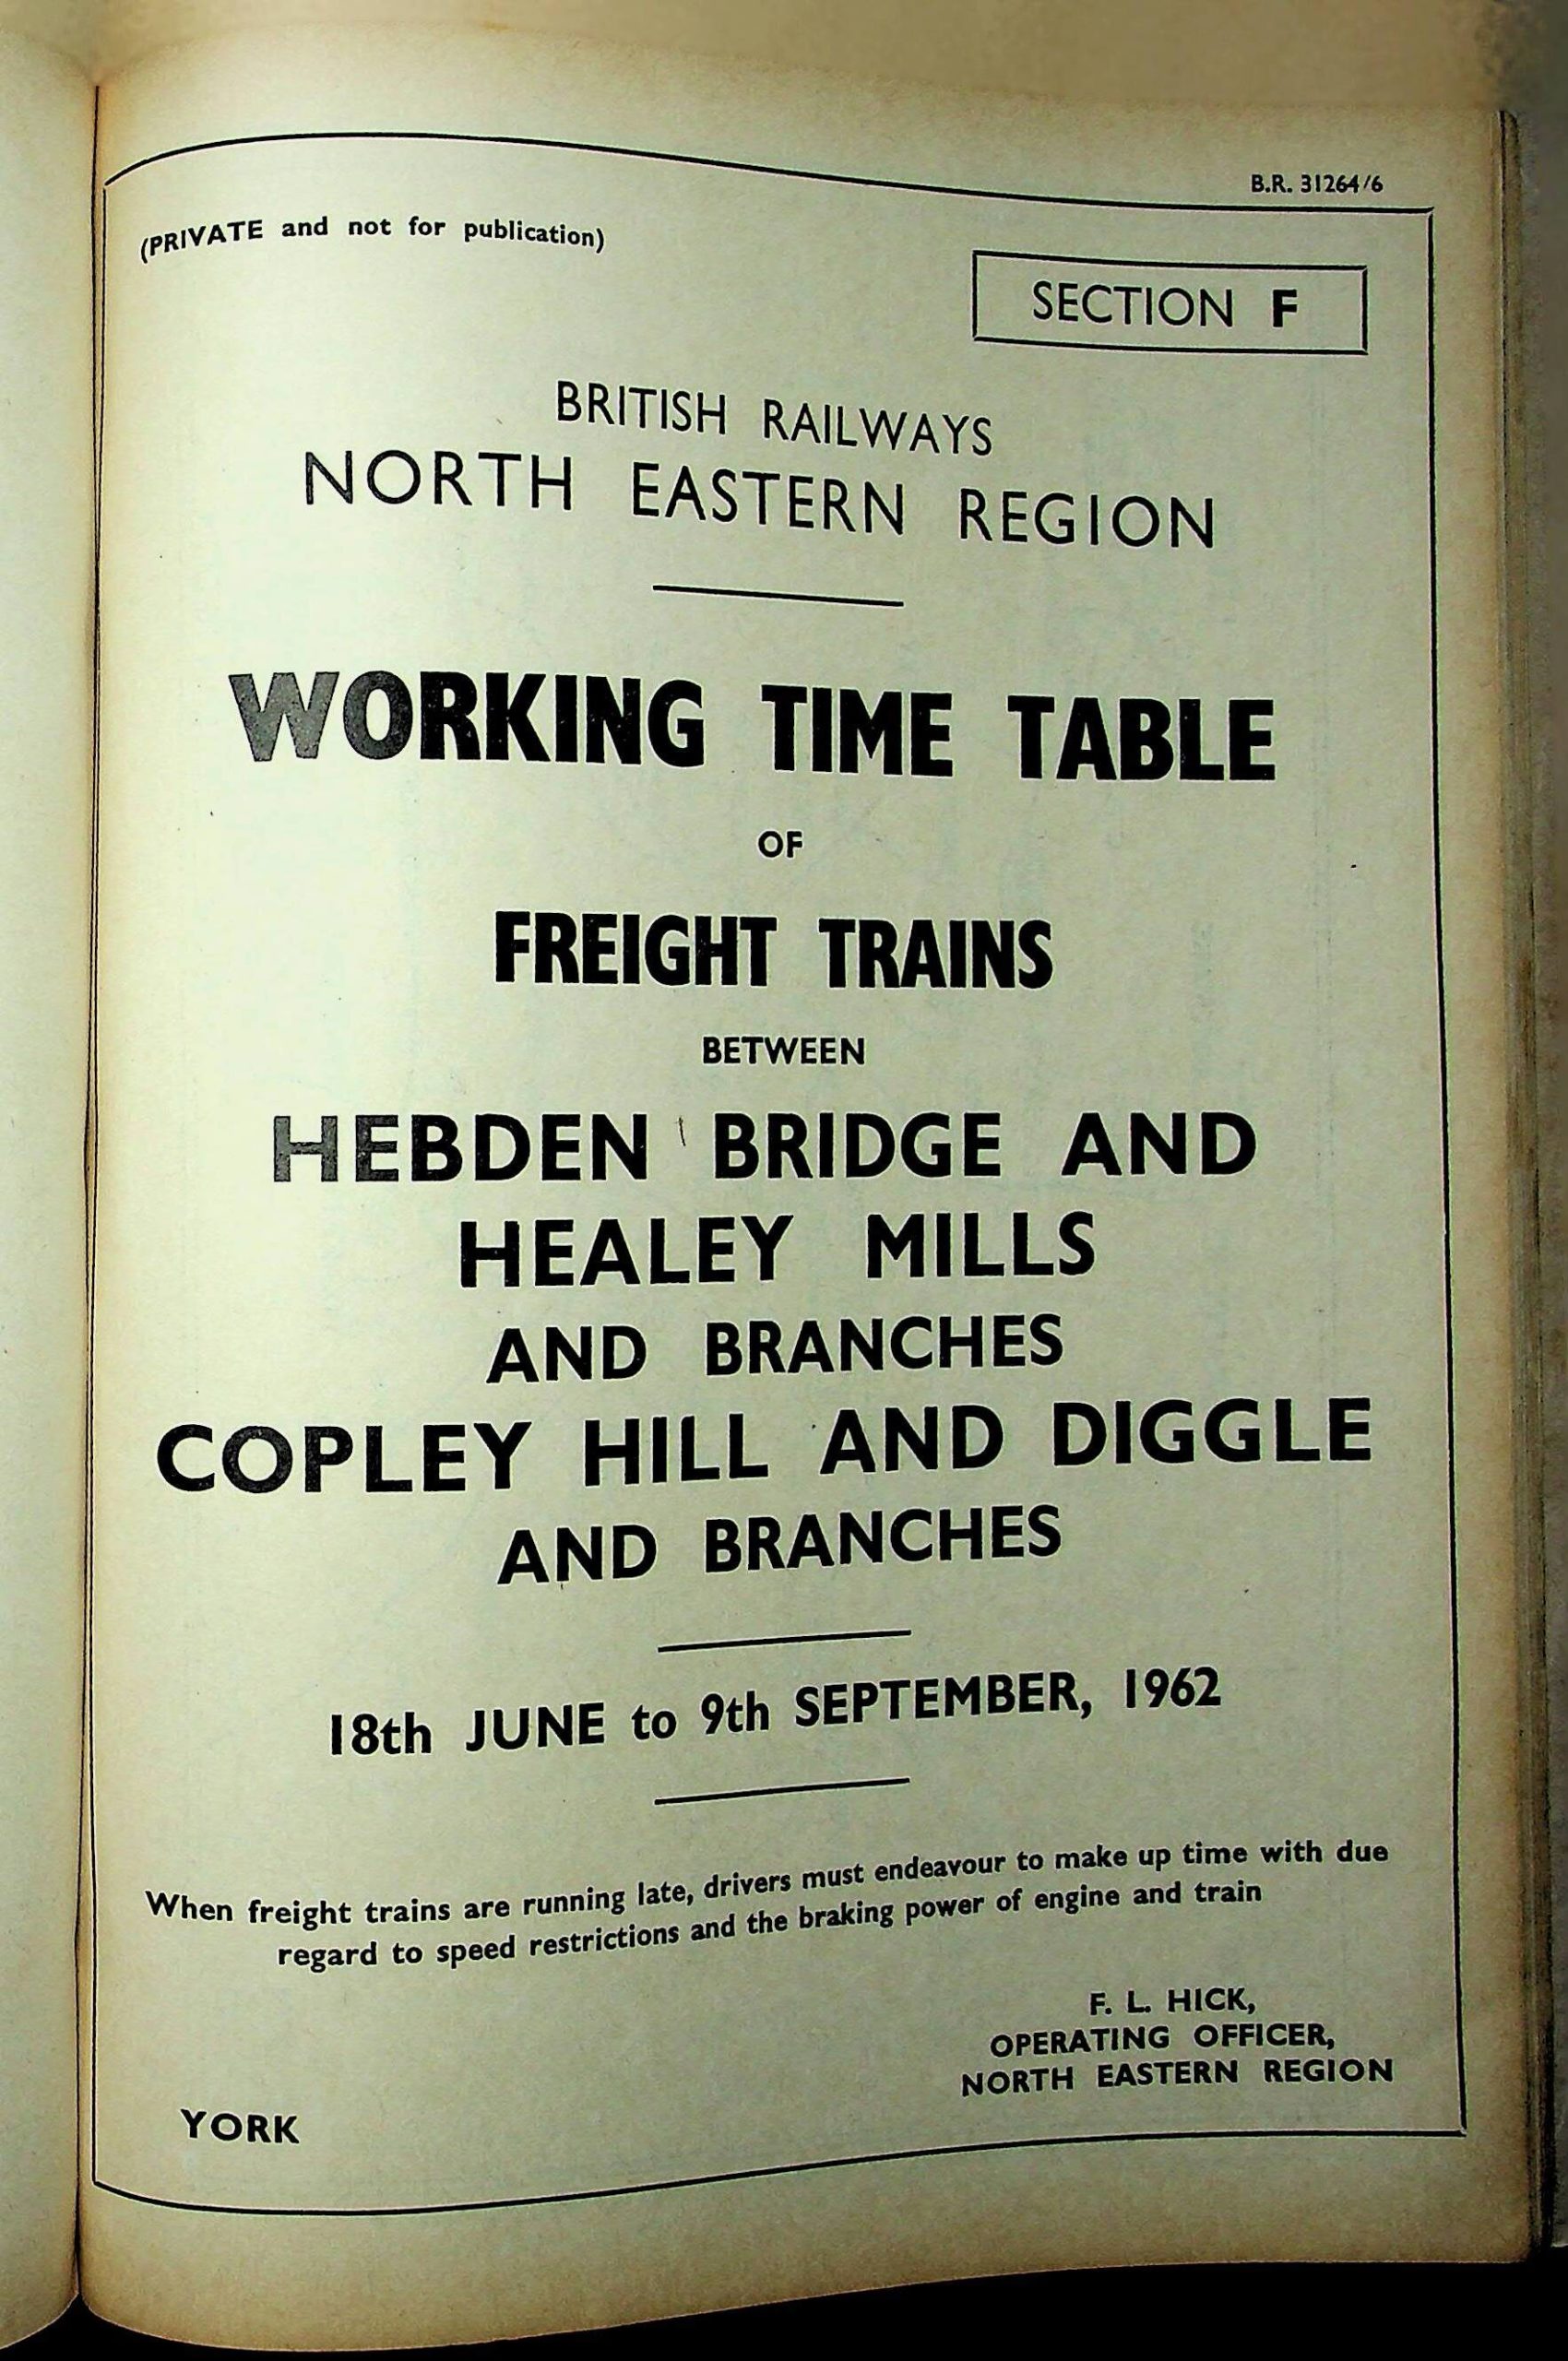 B.R. 31264/6
(PRIVATE and not for publication)
SECTION F
BRITISH RAILWAYS
NORTH EASTERN REGION
WORKING TIME TABLE
OF
FREIGHT TRAINS
BETWEEN
HEBDEN BRIDGE AND
HEALEY MILLS
AND BRANCHES
COPLEY HILL AND DIGGLE
AND BRANCHES
18th JUNE to 9th SEPTEMBER, 1962
When freight trains are running late, drivers must endeavour to make up time with due
regard to speed restrictions and the braking power of engine and train
F. L. HICK,
OPERATING OFFICER,
NORTH EASTERN REGION
YORK